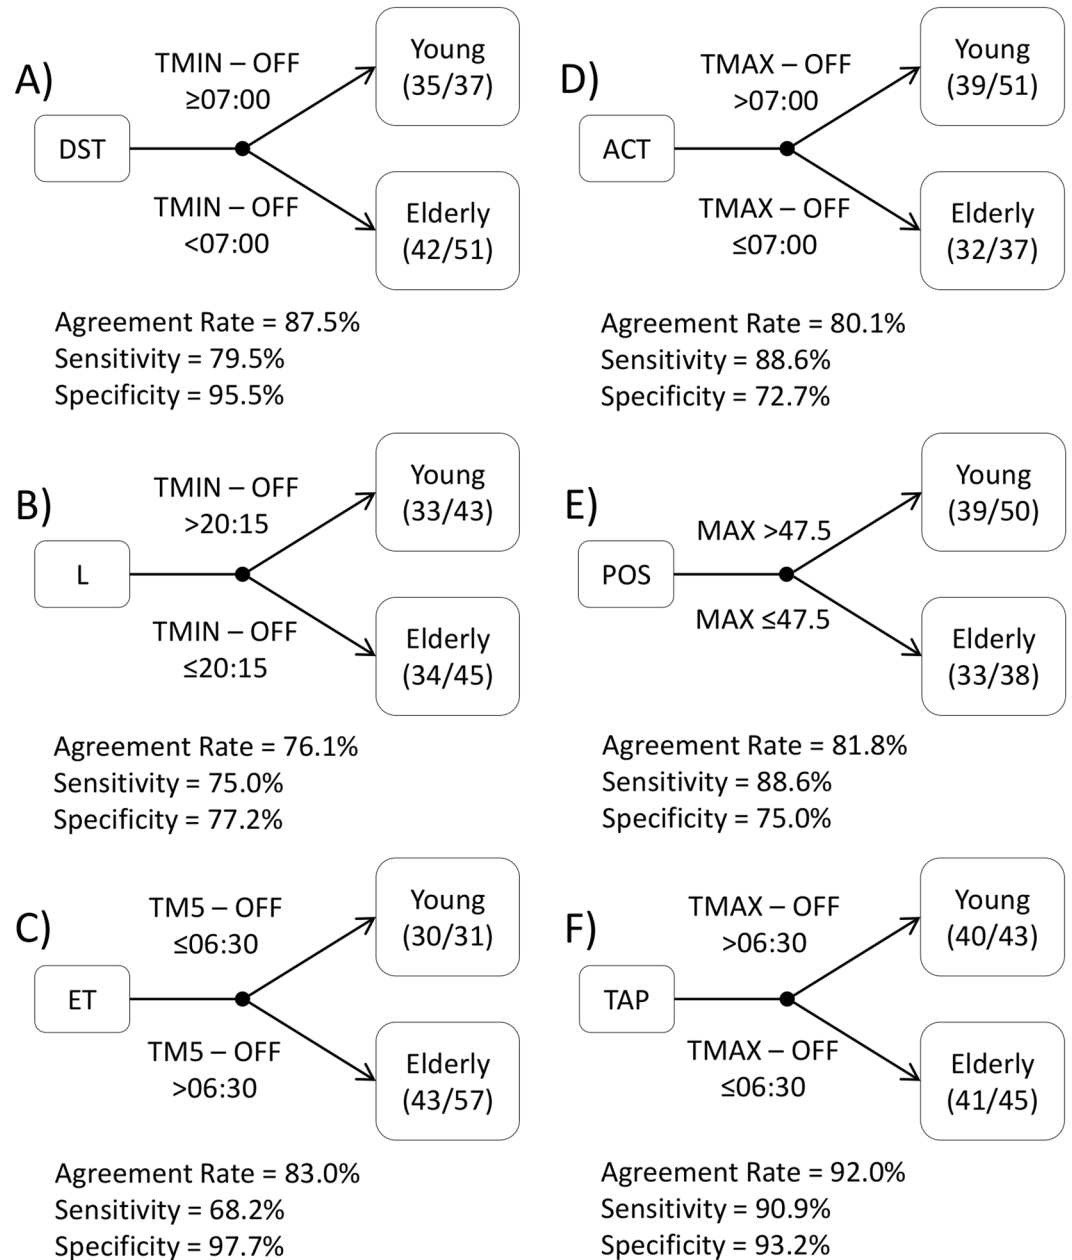 A)
DST
TMIN – OFF
≥07:00
Young
(35/37)
TMIN – OFF
<07:00
Elderly
(42/51)
Agreement Rate = 87.5%
Sensitivity = 79.5%
Specificity = 95.5%
D)
ACT
TMAX – OFF
>07:00
Young
(39/51)
TMAX – OFF
≤07:00
Elderly
(32/37)
Agreement Rate = 80.1%
Sensitivity = 88.6%
Specificity = 72.7%
B)
L
TMIN – OFF
>20:15
Young
(33/43)
TMIN – OFF
≤20:15
Elderly
(34/45)
Agreement Rate = 76.1%
Sensitivity = 75.0%
Specificity = 77.2%
E)
POS
MAX >47.5
Young
(39/50)
MAX ≤47.5
Elderly
(33/38)
Agreement Rate = 81.8%
Sensitivity = 88.6%
Specificity = 75.0%
C)
ET
TM5 – OFF
≤06:30
Young
(30/31)
TM5 – OFF
>06:30
Elderly
(43/57)
Agreement Rate = 83.0%
Sensitivity = 68.2%
Specificity = 97.7%
F)
TAP
TMAX – OFF
>06:30
Young
(40/43)
TMAX – OFF
≤06:30
Elderly
(41/45)
Agreement Rate = 92.0%
Sensitivity = 90.9%
Specificity = 93.2%